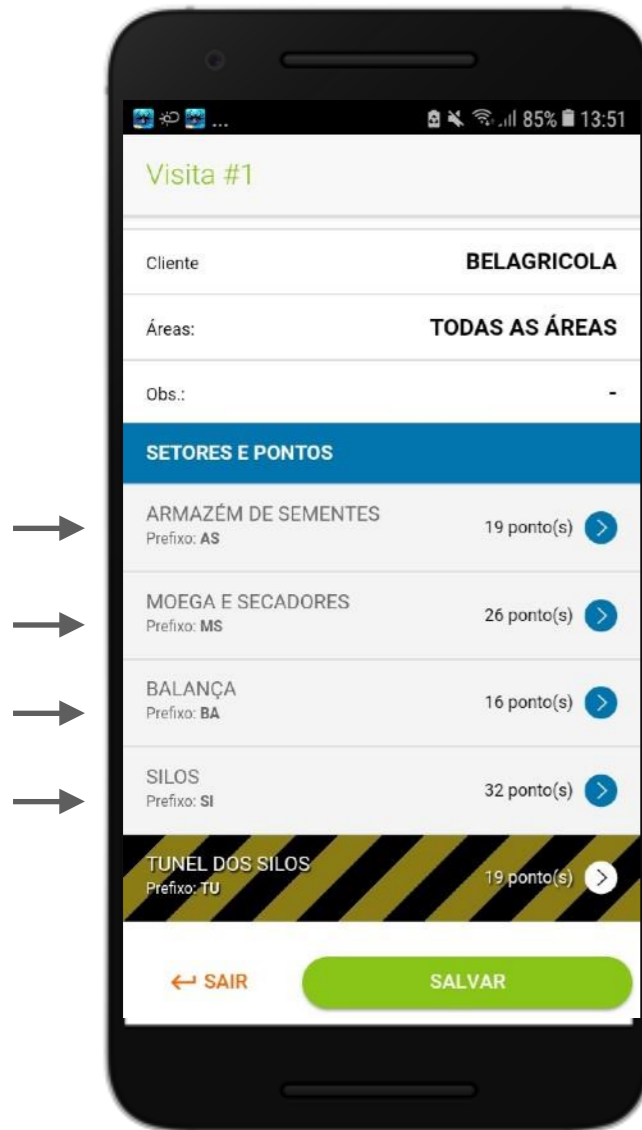 ... 85% 13:51
Visita #1
Cliente BELAGRICOLA
Áreas: TODAS AS ÁREAS
Obs.: -
SETORES E PONTOS
ARMAZÉM DE SEMENTES
Prefixo: AS 19 ponto(s)
MOEGA E SECADORES
Prefixo: MS 26 ponto(s)
BALANÇA
Prefixo: BA 16 ponto(s)
SILOS
Prefixo: SI 32 ponto(s)
TUNEL DOS SILOS
Prefixo: TU 19 ponto(s)
SAIR SALVAR